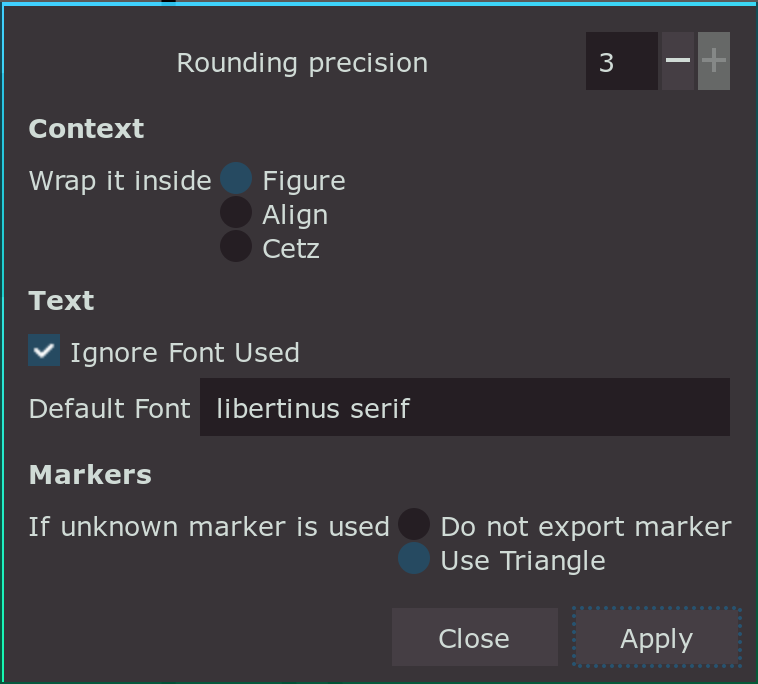 Rounding precision 3
Context
Wrap it inside Figure
Align
Cetz
Text
Ignore Font Used
Default Font libertinus serif
Markers
If unknown marker is used Do not export marker
Use Triangle
Close Apply